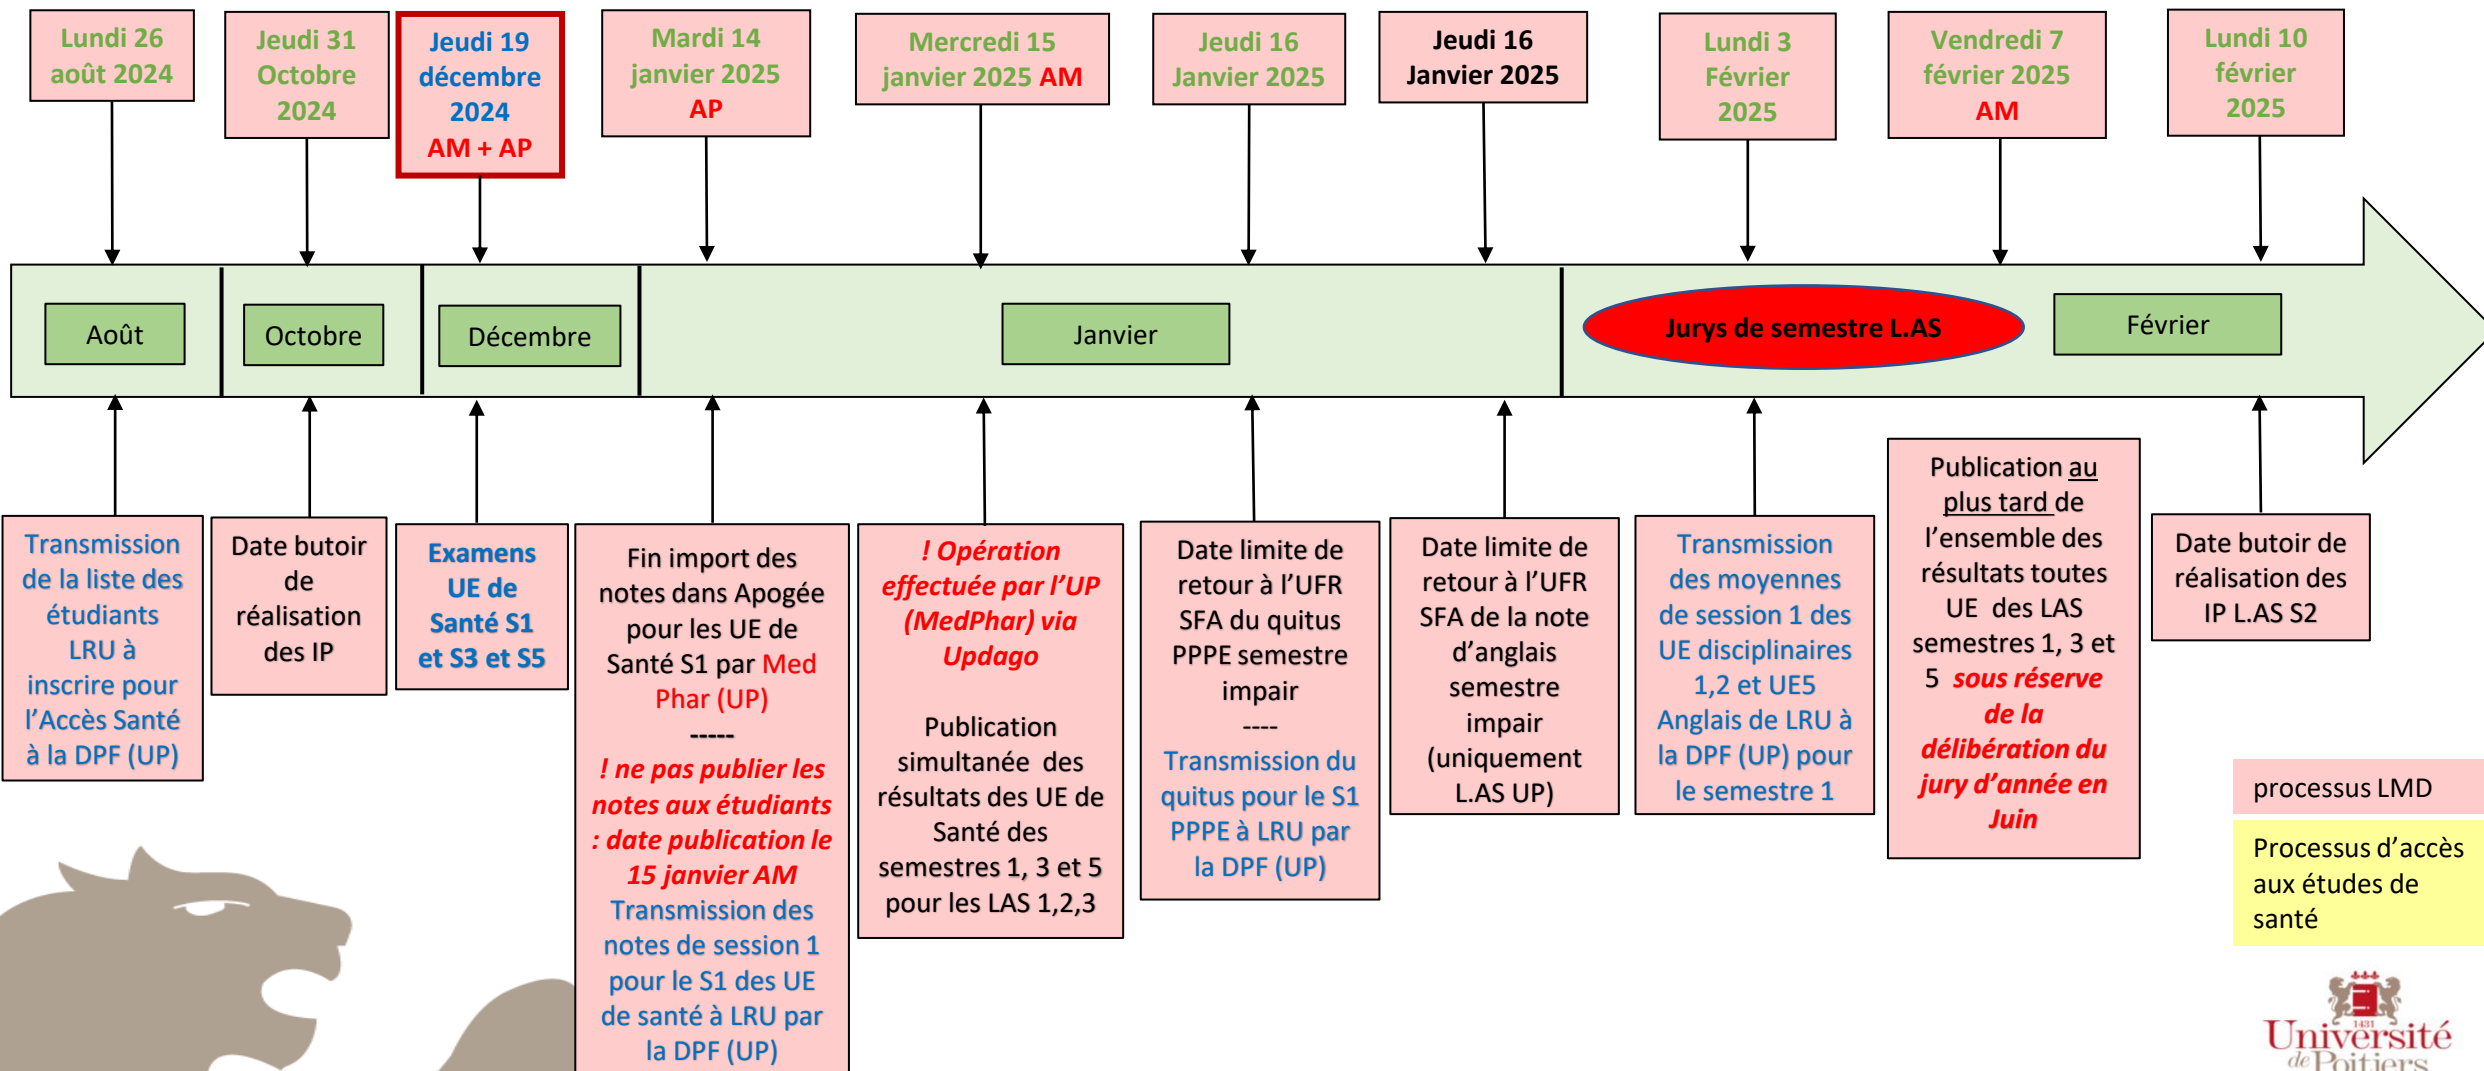 Lundi 26
août 2024
Jeudi 31
Octobre
2024
Jeudi 19
décembre
2024
AM + AP
Mardi 14
janvier 2025
AP
Mercredi 15
janvier 2025 AM
Jeudi 16
Janvier 2025
Jeudi 16
Janvier 2025
Lundi 3
Février
2025
Vendredi 7
février 2025
AM
Lundi 10
février
2025
Août
Octobre
Décembre
Janvier
Jurys de semestre L.AS
Février
Transmission
de la liste des
étudiants
LRU à
inscrire pour
l'Accès Santé
à la DPF (UP)
Date butoir
de
réalisation
des IP
Examens
UE de
Santé S1
et S3 et S5
Fin import des
notes dans Apogée
pour les UE de
Santé S1 par Med
Phar (UP)
-----
! ne pas publier les
notes aux étudiants
: date publication le
15 janvier AM
Transmission des
notes de session 1
pour le S1 des UE
de santé à LRU par
la DPF (UP)
! Opération
effectuée par l'UP
(MedPhar) via
Updago
Publication
simultanée des
résultats des UE de
Santé des
semestres 1, 3 et 5
pour les LAS 1,2,3
Date limite de
retour à l'UFR
SFA du quitus
PPPE semestre
impair
----
Transmission du
quitus pour le S1
PPPE à LRU par
la DPF (UP)
Date limite de
retour à l'UFR
SFA de la note
d'anglais
semestre
impair
(uniquement
L.AS UP)
Transmission
des moyennes
de session 1 des
UE disciplinaires
1,2 et UE5
Anglais de LRU à
la DPF (UP) pour
le semestre 1
Publication au
plus tard de
l'ensemble des
résultats toutes
UE des LAS
semestres 1, 3 et
5 sous réserve
de la
délibération du
jury d'année en
Juin
Date butoir de
réalisation des
IP L.AS S2
processus LMD
Processus d'accès
aux études de
santé
1431
Université
de Poitiers